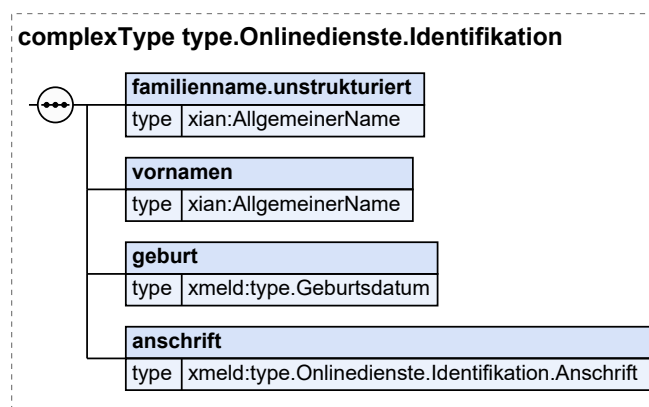 complexType type.Onlinedienste.Identifikation
familienname.unstrukturiert
type xian:AllgemeinerName
vornamen
type xian:AllgemeinerName
geburt
type xmeld:type.Geburtsdatum
anschrift
type xmeld:type.Onlinedienste.Identifikation.Anschrift